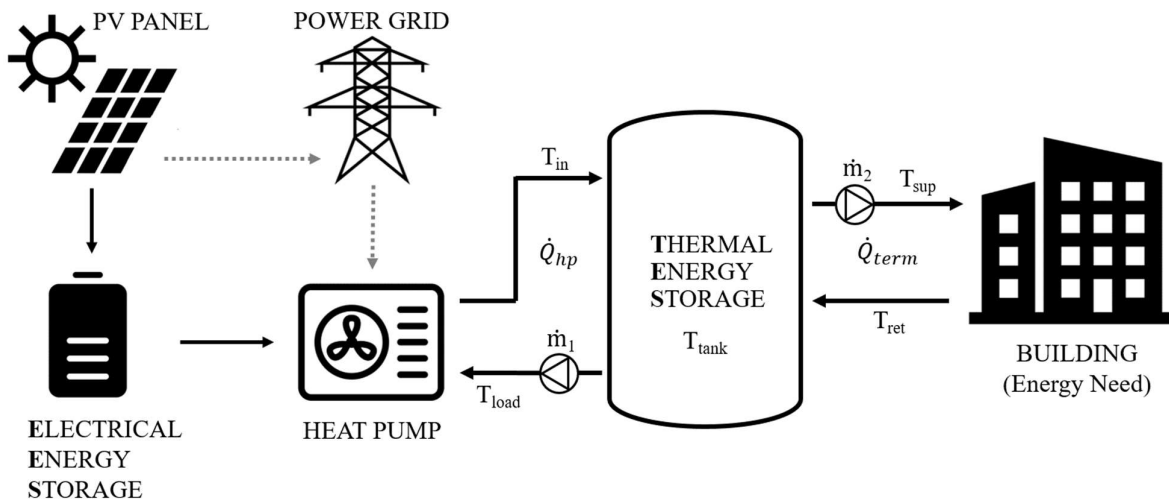 PV PANEL
POWER GRID
T_in
Q̇_hp
ṁ_1
T_load
THERMAL
ENERGY
STORAGE
T_tank
ṁ_2
T_sup
Q̇_term
T_ret
BUILDING
(Energy Need)
HEAT PUMP
ELECTRICAL
ENERGY
STORAGE